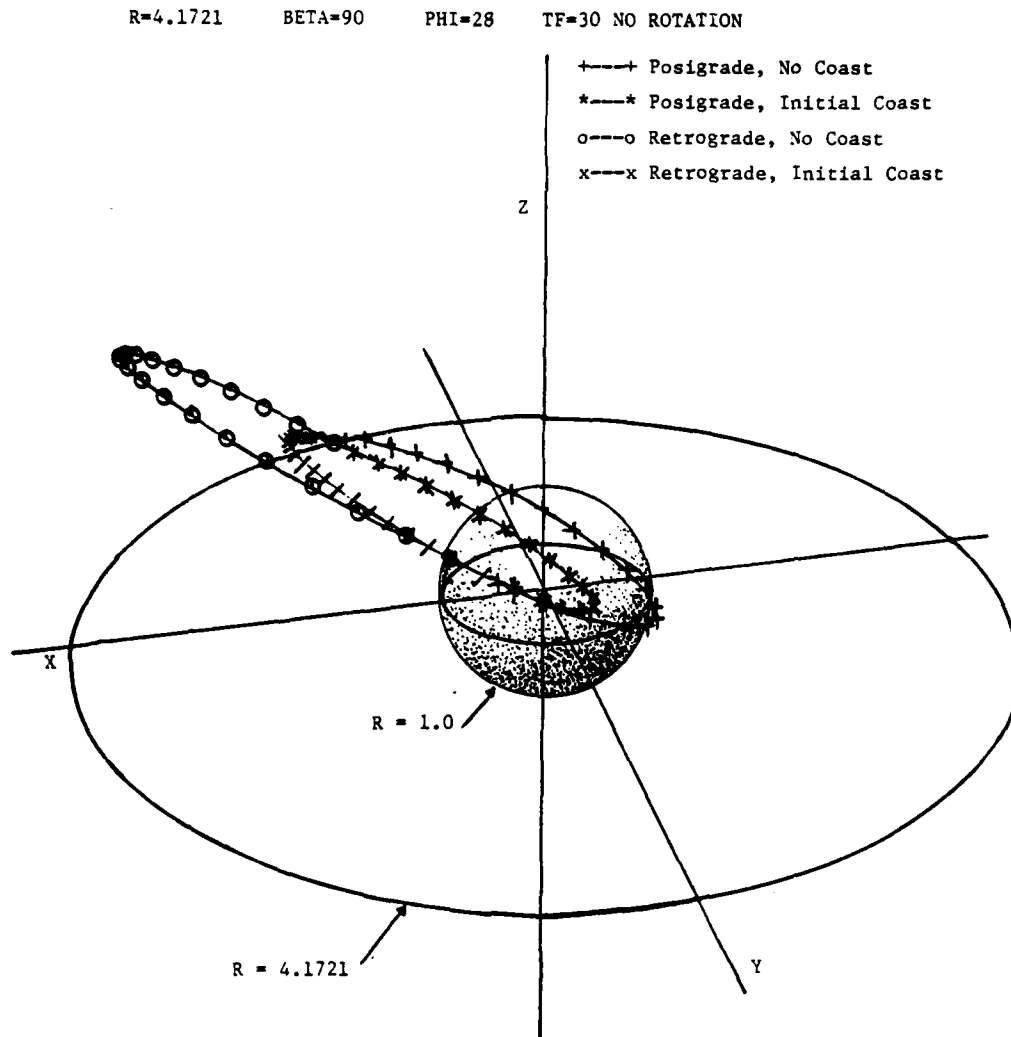 R=4.1721 BETA=90 PHI=28 TF=30 NO ROTATION
+---+ Posigrade, No Coast
*---* Posigrade, Initial Coast
o---o Retrograde, No Coast
x---x Retrograde, Initial Coast
Z
X
R = 1.0
R = 4.1721
Y